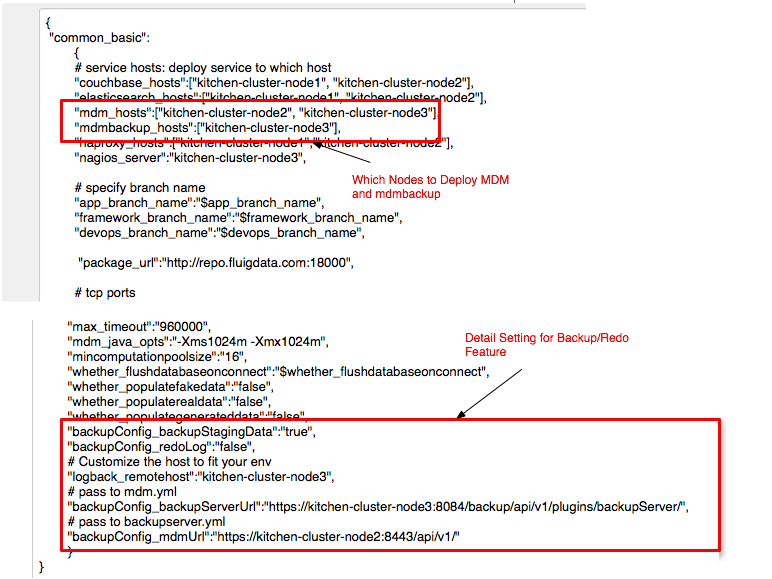 {
"common_basic":
{
# service hosts: deploy service to which host
"couchbase_hosts":["kitchen-cluster-node1", "kitchen-cluster-node2"],
"elasticsearch_hosts":["kitchen-cluster-node1", "kitchen-cluster-node2"],
"mdm_hosts":["kitchen-cluster-node2", "kitchen-cluster-node3"],
"mdmbackup_hosts":["kitchen-cluster-node3"],
"haproxy_hosts":["kitchen-cluster-node1","kitchen-cluster-node2"],
"nagios_server":"kitchen-cluster-node3",
Which Nodes to Deploy MDM
and mdmbackup
# specify branch name
"app_branch_name":"$app_branch_name",
"framework_branch_name":"$framework_branch_name",
"devops_branch_name":"$devops_branch_name",
"package_url":"http://repo.fluigdata.com:18000",
# tcp ports
"max_timeout":"960000",
"mdm_java_opts":"-Xms1024m -Xmx1024m",
"mincomputationpoolsize":"16",
Detail Setting for Backup/Redo
Feature
"whether_flushdatabaseonconnect":"$whether_flushdatabaseonconnect",
"whether_populatefakedata":"false",
"whether_populaterealdata":"false",
"whether_populategenerateddata":"false",
"backupConfig_backupStagingData":"true",
"backupConfig_redoLog":"false",
# Customize the host to fit your env
"logback_remotehost":"kitchen-cluster-node3",
# pass to mdm.yml
"backupConfig_backupServerUrl":"https://kitchen-cluster-node3:8084/backup/api/v1/plugins/backupServer/",
# pass to backupserver.yml
"backupConfig_mdmUrl":"https://kitchen-cluster-node2:8443/api/v1/"
}
}